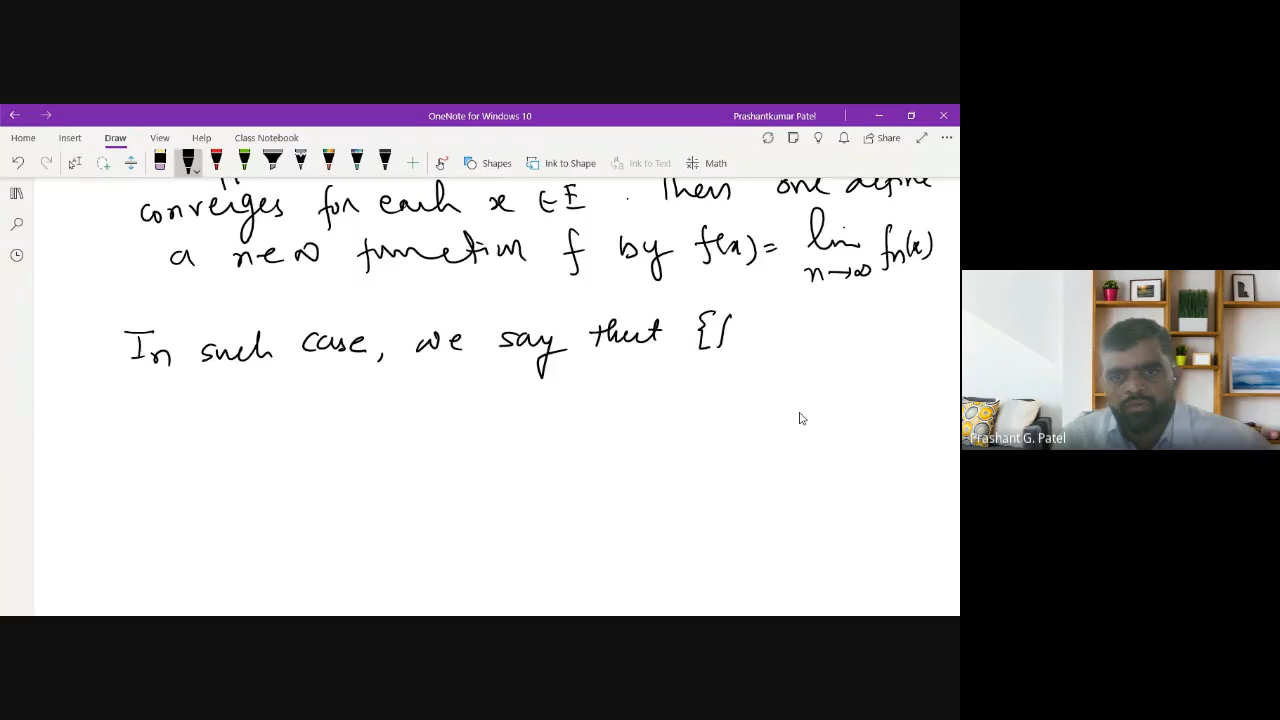 OneNote for Windows 10
Prashantkumar Patel
Home Insert Draw View Help Class Notebook
Share
Shapes Ink to Shape Ink to Text Math
converges for each x ∈ E . Then one define
a new function f by f(x) = lim fn(x)
n→∞
In such case, we say that {f
Prashant G. Patel